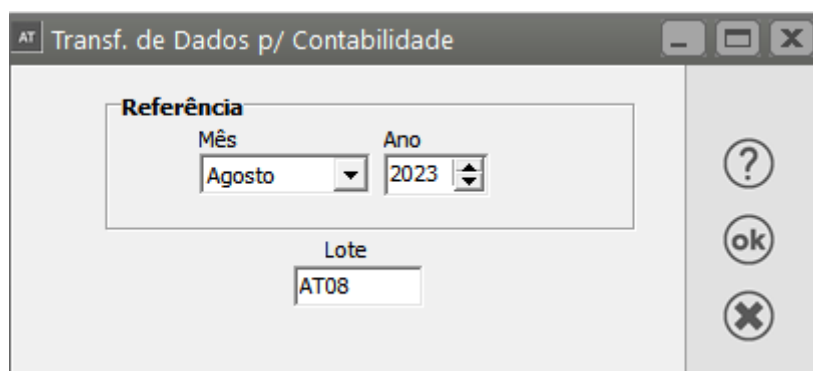 AT Transf. de Dados p/ Contabilidade
Referência
Mês Ano
Agosto 2023
Lote
AT08
?
ok